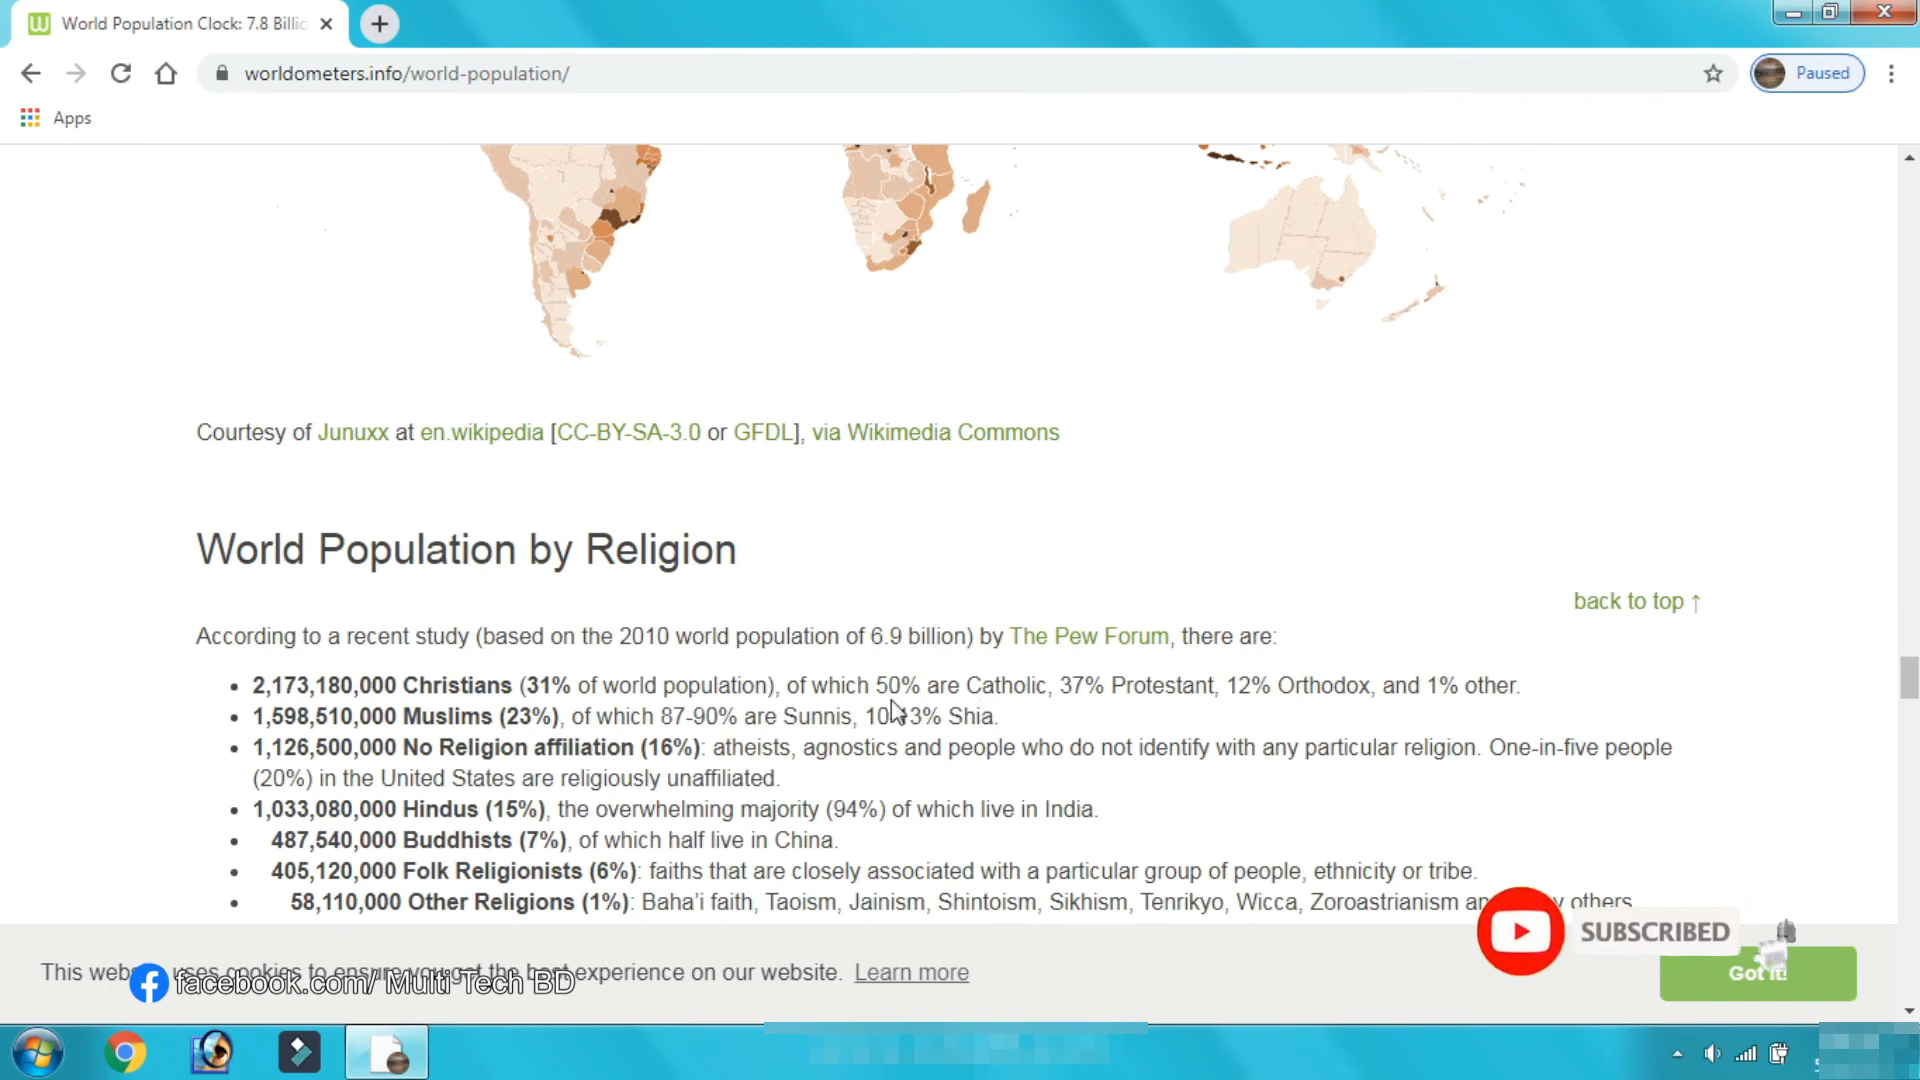 World Population Clock: 7.8 Billio
worldometers.info/world-population/
Paused
Apps
Courtesy of Junuxx at en.wikipedia [CC-BY-SA-3.0 or GFDL], via Wikimedia Commons
World Population by Religion
back to top ↑
According to a recent study (based on the 2010 world population of 6.9 billion) by The Pew Forum, there are:
• 2,173,180,000 Christians (31% of world population), of which 50% are Catholic, 37% Protestant, 12% Orthodox, and 1% other.
• 1,598,510,000 Muslims (23%), of which 87-90% are Sunnis, 10-13% Shia.
• 1,126,500,000 No Religion affiliation (16%): atheists, agnostics and people who do not identify with any particular religion. One-in-five people
(20%) in the United States are religiously unaffiliated.
• 1,033,080,000 Hindus (15%), the overwhelming majority (94%) of which live in India.
• 487,540,000 Buddhists (7%), of which half live in China.
• 405,120,000 Folk Religionists (6%): faiths that are closely associated with a particular group of people, ethnicity or tribe.
• 58,110,000 Other Religions (1%): Baha'i faith, Taoism, Jainism, Shintoism, Sikhism, Tenrikyo, Wicca, Zoroastrianism others
SUBSCRIBED
This uses cookies to ensure you get the best experience on our website. Learn more
Got it!
facebook.com/ Multi Tech BD